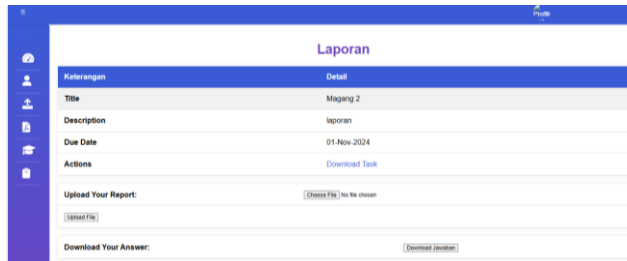 Profile
Laporan
Keterangan Detail
Title Magang 2
Description laporan
Due Date 01-Nov-2024
Actions Download Task
Upload Your Report: Choose File No file chosen
Upload File
Download Your Answer: Download Jawaban